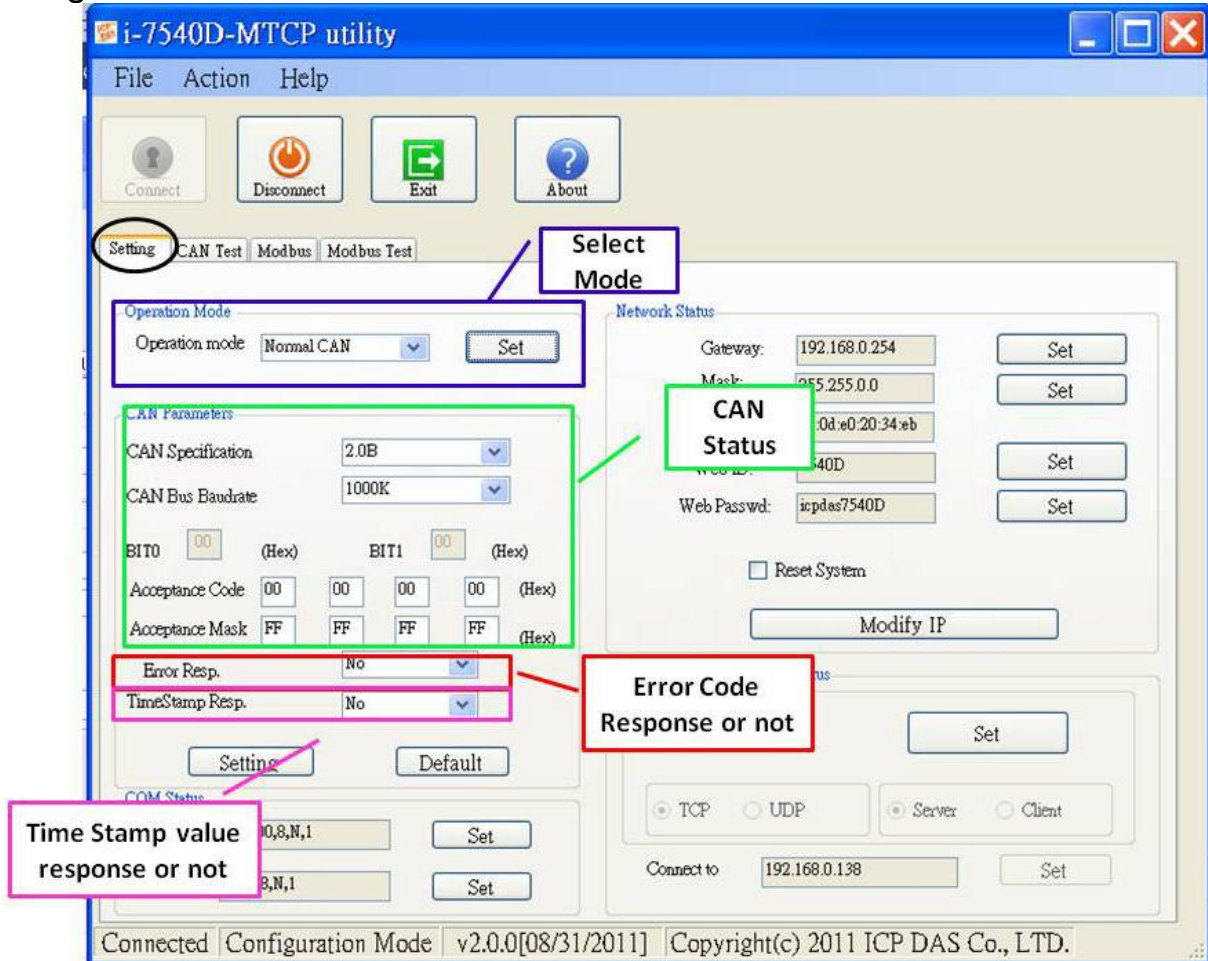 i-7540D-MTCP utility
File Action Help
Connect Disconnect Exit About
Setting CAN Test Modbus Modbus Test
Select
Mode
Operation Mode
Operation mode Normal CAN Set
Network Status
Gateway: 192.168.0.254 Set
Mask: 255.255.0.0 Set
:0d:e0:20:34:eb
540D Set
Web Passwd: icpdas7540D Set
Reset System
Modify IP
CAN
Status
CAN Parameters
CAN Specification 2.0B
CAN Bus Baudrate 1000K
BIT0 00 (Hex) BIT1 00 (Hex)
Acceptance Code 00 00 00 00 (Hex)
Acceptance Mask FF FF FF FF (Hex)
Error Resp. No
TimeStamp Resp. No
Setting Default
Error Code
Response or not
Set
TCP UDP Server Client
Connect to 192.168.0.138 Set
COM Status
0,8,N,1 Set
8,N,1 Set
Time Stamp value
response or not
Connected Configuration Mode v2.0.0[08/31/2011] Copyright(c) 2011 ICP DAS Co., LTD.